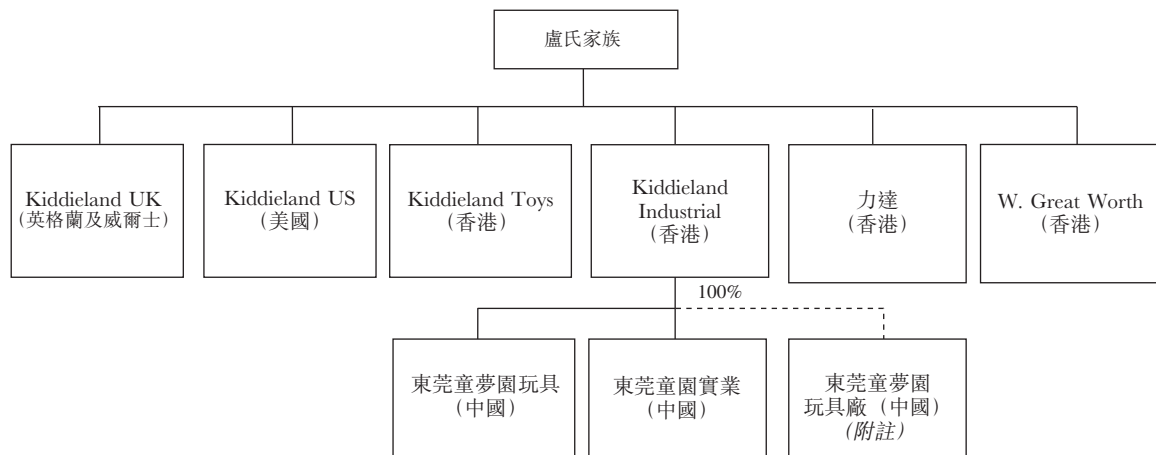 盧氏家族
Kiddieland UK
(英格蘭及威爾士)
Kiddieland US
(美國)
Kiddieland Toys
(香港)
Kiddieland
Industrial
(香港)
力達
(香港)
W. Great Worth
(香港)
100%
東莞童夢園玩具
(中國)
東莞童園實業
(中國)
東莞童夢園
玩具廠(中國)
(附註)